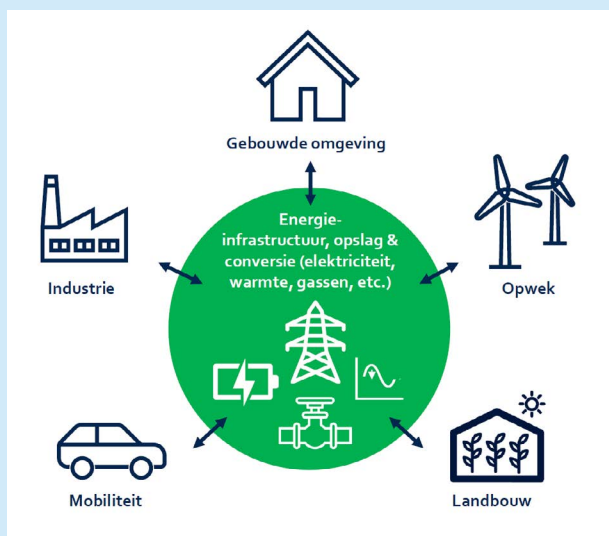 Gebouwde omgeving
Energie-
infrastructuur, opslag &
conversie (elektriciteit,
warmte, gassen, etc.)
Industrie
Opwek
Mobiliteit
Landbouw